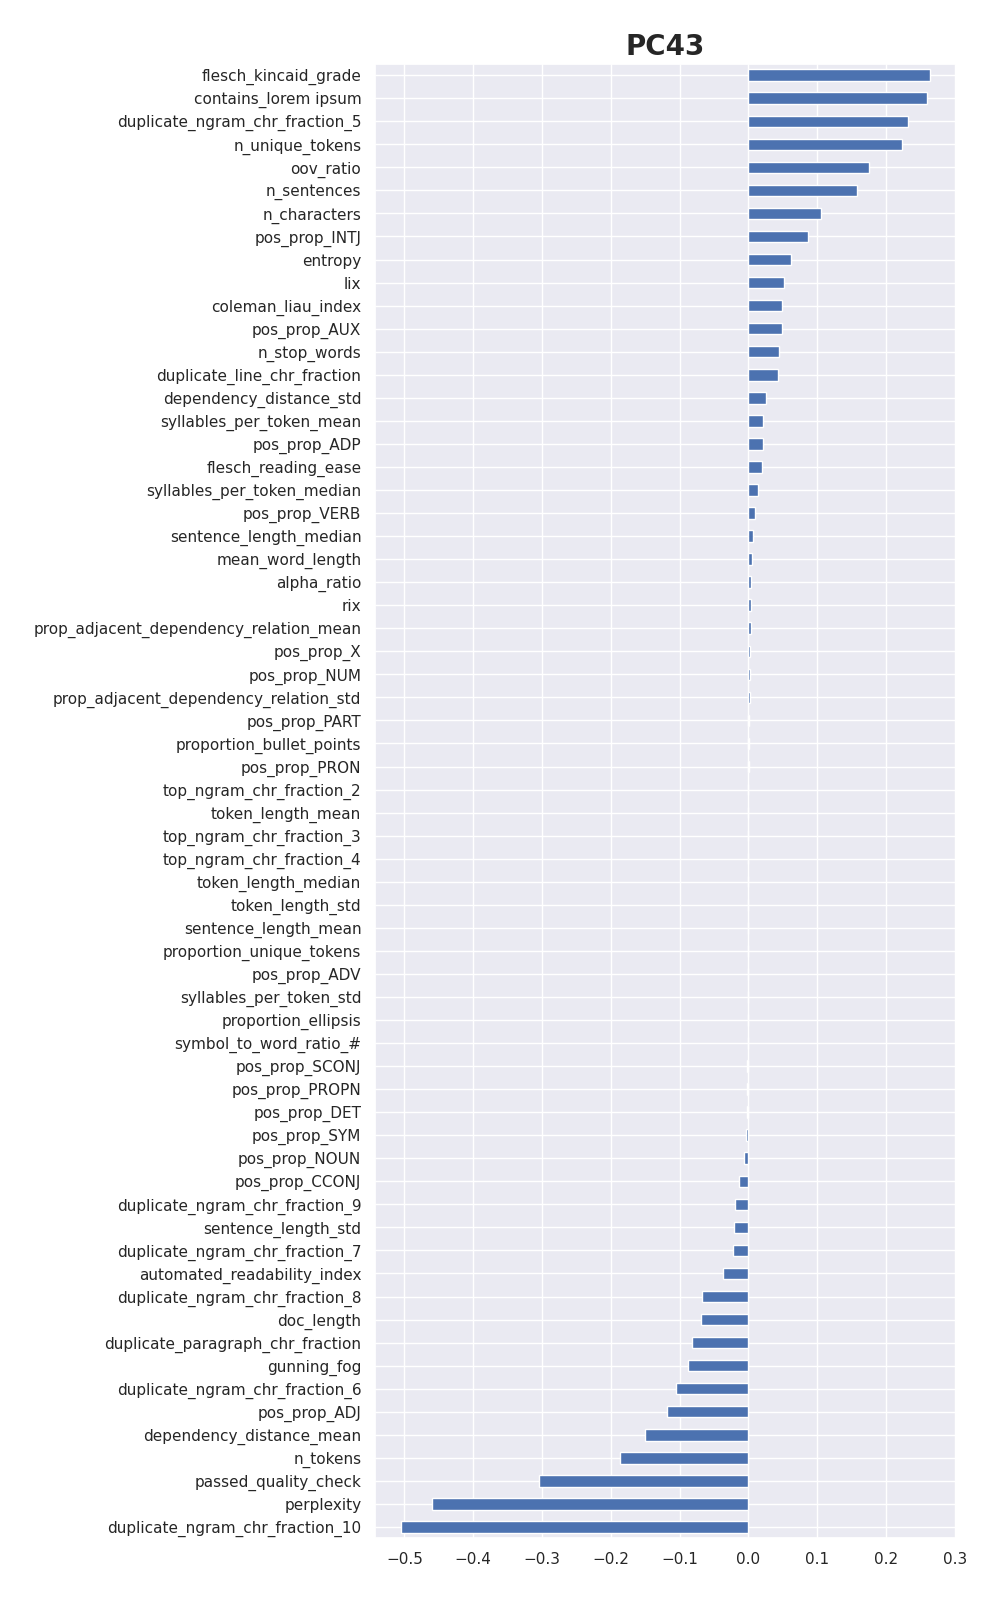 PC43
flesch_kincaid_grade
contains_lorem ipsum
duplicate_ngram_chr_fraction_5
n_unique_tokens
oov_ratio
n_sentences
n_characters
pos_prop_INTJ
entropy
lix
coleman_liau_index
pos_prop_AUX
n_stop_words
duplicate_line_chr_fraction
dependency_distance_std
syllables_per_token_mean
pos_prop_ADP
flesch_reading_ease
syllables_per_token_median
pos_prop_VERB
sentence_length_median
mean_word_length
alpha_ratio
rix
prop_adjacent_dependency_relation_mean
pos_prop_X
pos_prop_NUM
prop_adjacent_dependency_relation_std
pos_prop_PART
proportion_bullet_points
pos_prop_PRON
top_ngram_chr_fraction_2
token_length_mean
top_ngram_chr_fraction_3
top_ngram_chr_fraction_4
token_length_median
token_length_std
sentence_length_mean
proportion_unique_tokens
pos_prop_ADV
syllables_per_token_std
proportion_ellipsis
symbol_to_word_ratio_#
pos_prop_SCONJ
pos_prop_PROPN
pos_prop_DET
pos_prop_SYM
pos_prop_NOUN
pos_prop_CCONJ
duplicate_ngram_chr_fraction_9
sentence_length_std
duplicate_ngram_chr_fraction_7
automated_readability_index
duplicate_ngram_chr_fraction_8
doc_length
duplicate_paragraph_chr_fraction
gunning_fog
duplicate_ngram_chr_fraction_6
pos_prop_ADJ
dependency_distance_mean
n_tokens
passed_quality_check
perplexity
duplicate_ngram_chr_fraction_10
−0.5 −0.4 −0.3 −0.2 −0.1 0.0 0.1 0.2 0.3